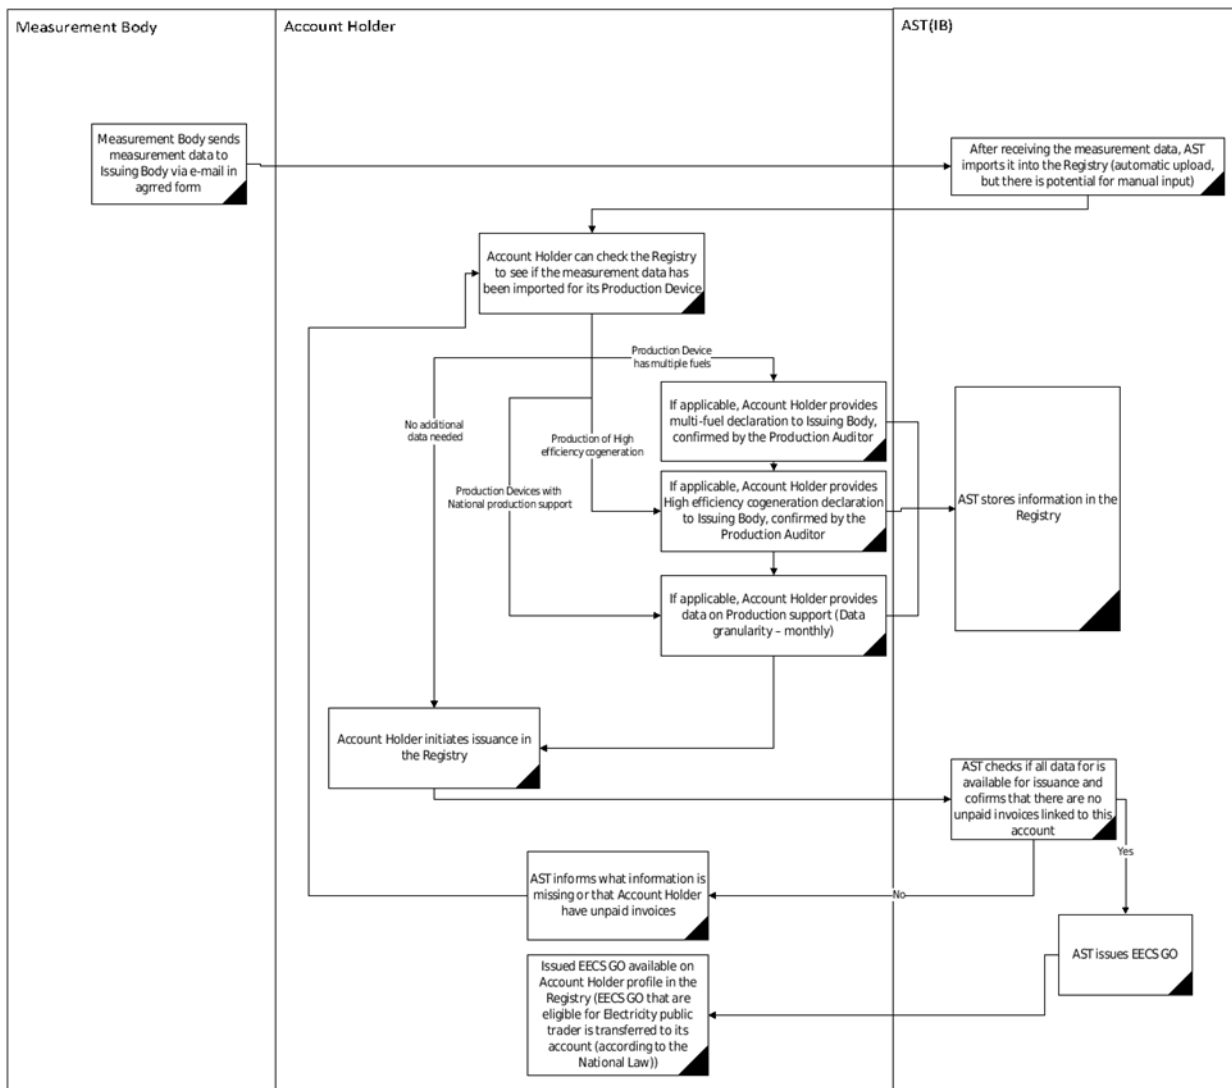 Measurement Body
Account Holder
AST(IB)
Measurement Body sends
measurement data to
Issuing Body via e-mail in
agrred form
After receiving the measurement data, AST
imports it into the Registry (automatic upload,
but there is potential for manual input)
Account Holder can check the Registry
to see if the measurement data has
been imported for its Production Device
Production Device
has multiple fuels
If applicable, Account Holder provides
multi-fuel declaration to Issuing Body,
confirmed by the Production Auditor
No additional
data needed
Production of High
efficiency cogeneration
Production Devices with
National production support
If applicable, Account Holder provides
High efficiency cogeneration declaration
to Issuing Body, confirmed by the
Production Auditor
AST stores information in the
Registry
If applicable, Account Holder provides
data on Production support (Data
granularity – monthly)
Account Holder initiates issuance in
the Registry
AST checks if all data for is
available for issuance and
cofirms that there are no
unpaid invoices linked to this
account
Yes
No
AST informs what information is
missing or that Account Holder
have unpaid invoices
AST issues EECS GO
Issued EECS GO available on
Account Holder profile in the
Registry (EECS GO that are
eligible for Electricity public
trader is transferred to its
account (according to the
National Law))